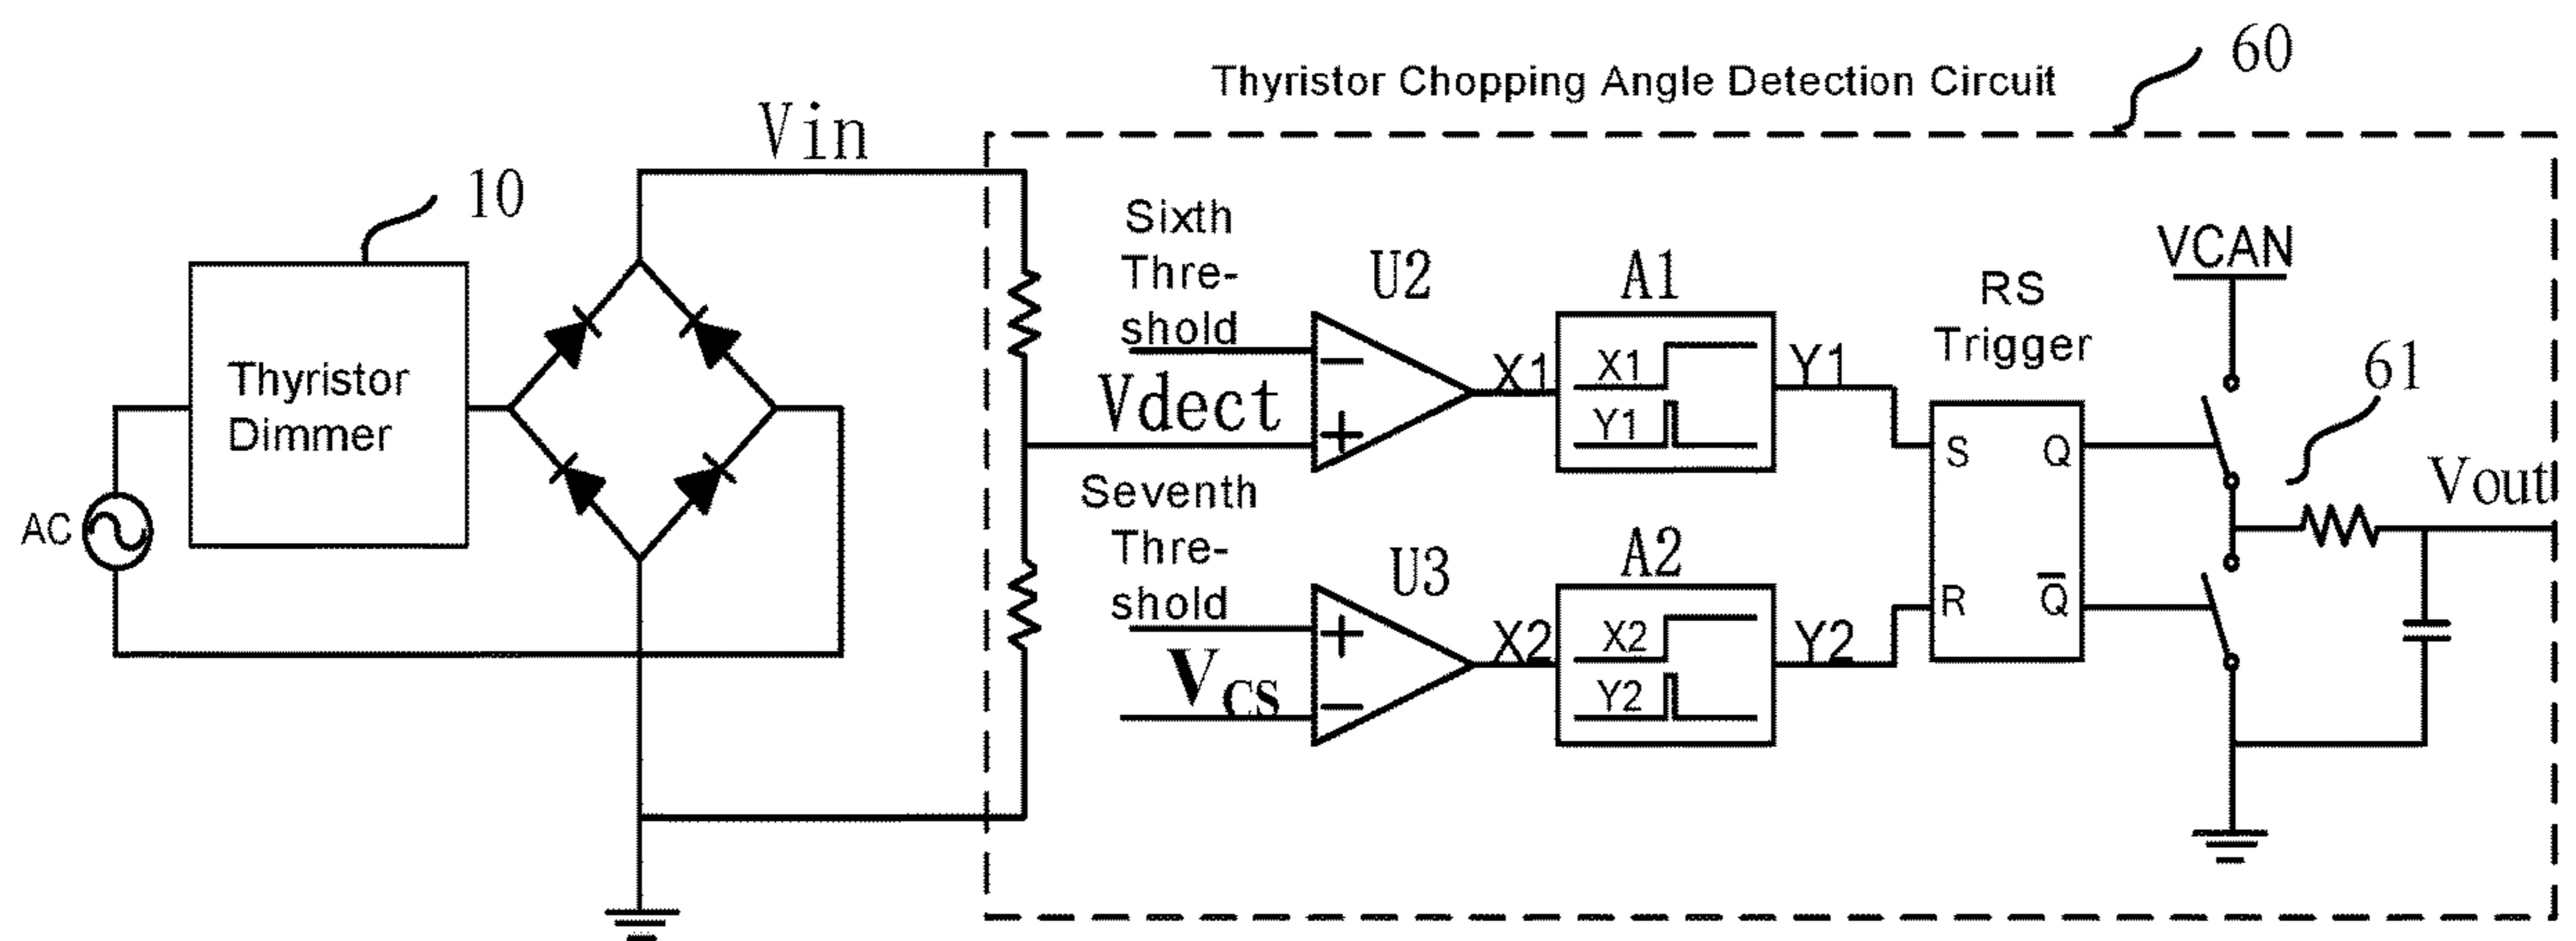 60
Thyristor Chopping Angle Detection Circuit
Vin
10
Sixth
Thre-
shold
U2
A1
VCAN
RS
Trigger
Thyristor
Dimmer
X1
X1
Y1
Y1
61
Vdect
S
Q
Vout
Seventh
Thre-
shold
AC
U3
A2
R
Q̅
X2
X2
Y2
Y2
VCS